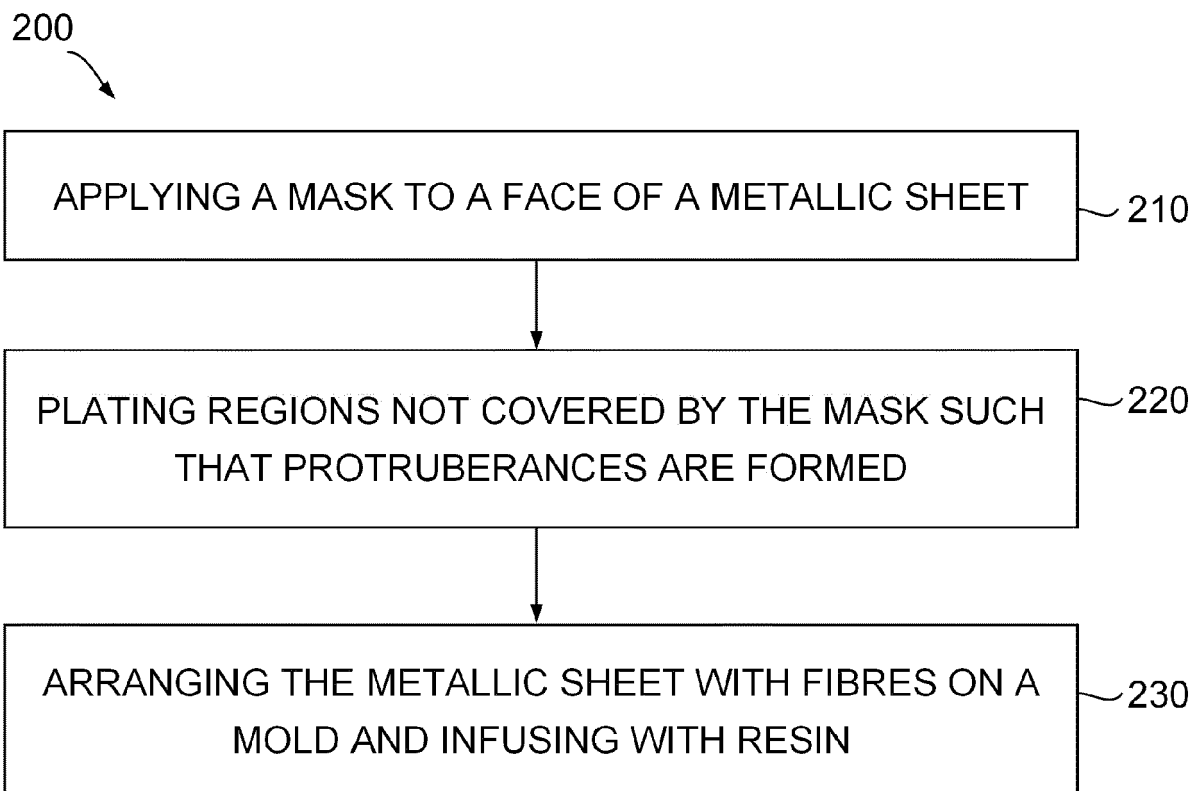 200
APPLYING A MASK TO A FACE OF A METALLIC SHEET
210
PLATING REGIONS NOT COVERED BY THE MASK SUCH
THAT PROTRUBERANCES ARE FORMED
220
ARRANGING THE METALLIC SHEET WITH FIBRES ON A
MOLD AND INFUSING WITH RESIN
230